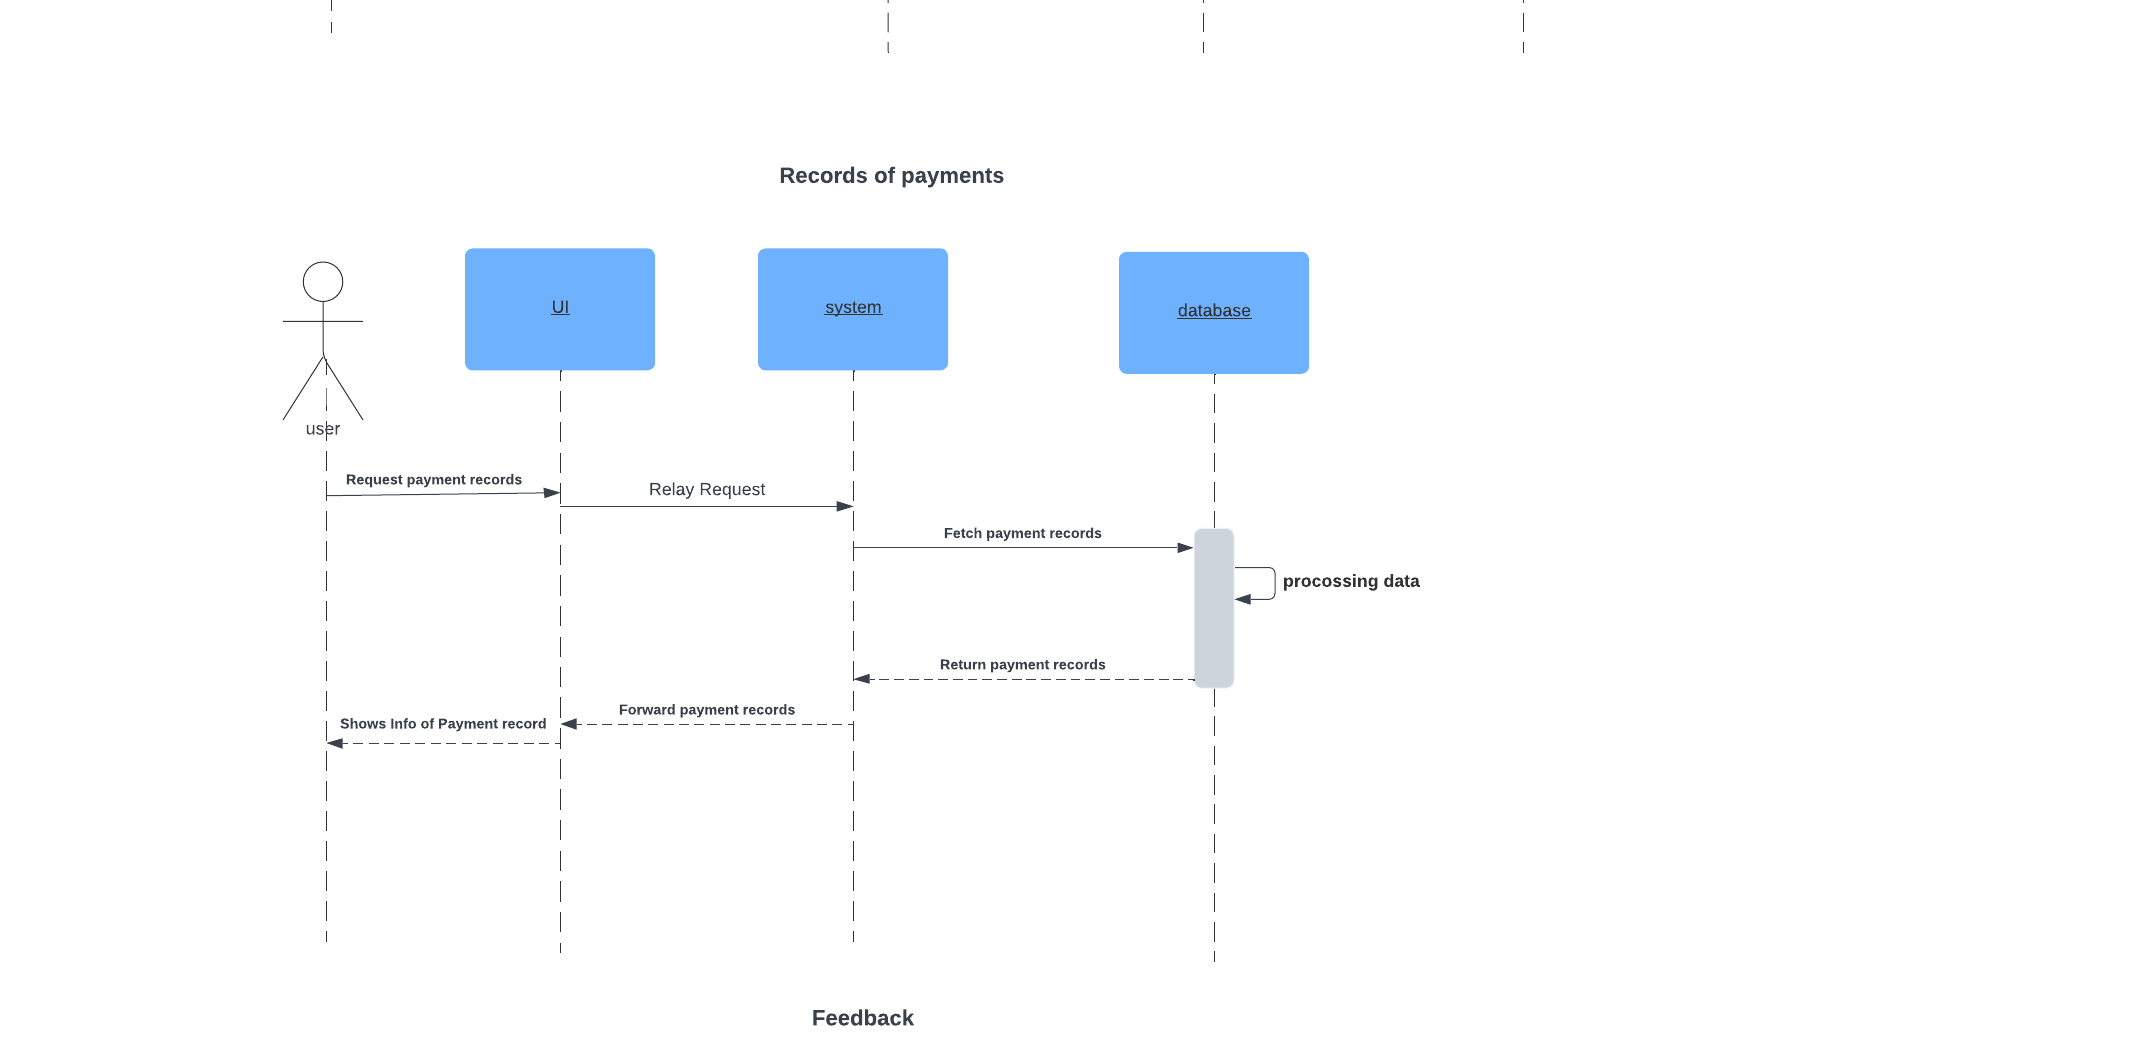 Records of payments
UI
system
database
user
Request payment records
Relay Request
Fetch payment records
procossing data
Return payment records
Forward payment records
Shows Info of Payment record
Feedback